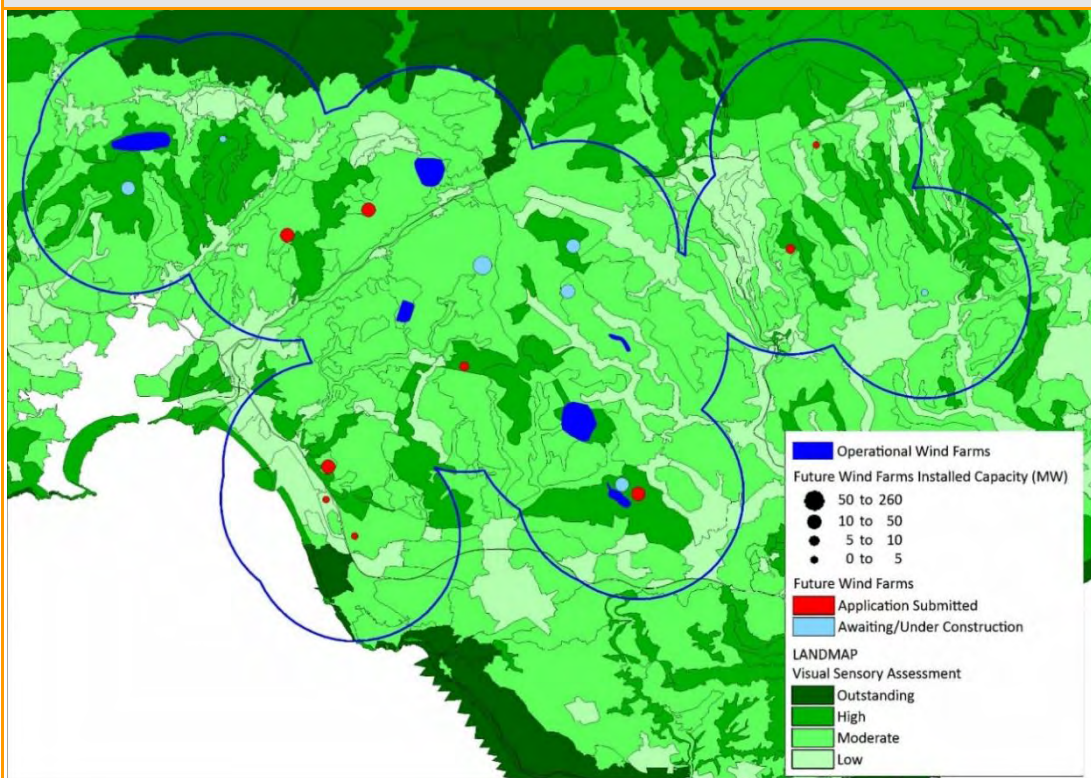 Operational Wind Farms
Future Wind Farms Installed Capacity (MW)
50 to 260
10 to 50
5 to 10
0 to 5
Future Wind Farms
Application Submitted
Awaiting/Under Construction
LANDMAP
Visual Sensory Assessment
Outstanding
High
Moderate
Low